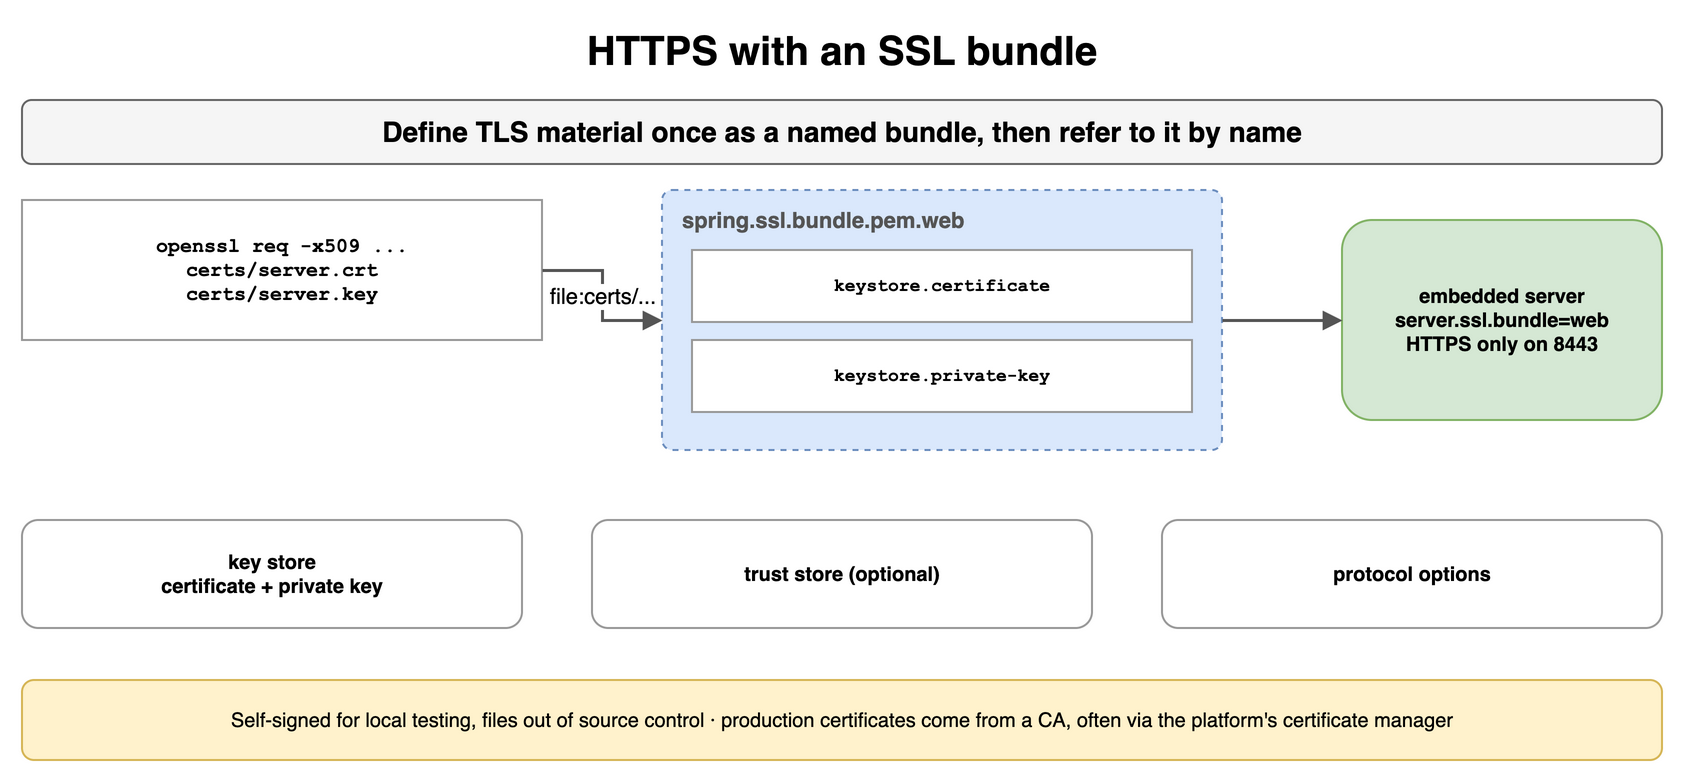 HTTPS with an SSL bundle
Define TLS material once as a named bundle, then refer to it by name
openssl req -x509 ...
certs/server.crt
certs/server.key
file:certs/...
spring.ssl.bundle.pem.web
keystore.certificate
keystore.private-key
embedded server
server.ssl.bundle=web
HTTPS only on 8443
key store
certificate + private key
trust store (optional)
protocol options
Self-signed for local testing, files out of source control · production certificates come from a CA, often via the platform's certificate manager